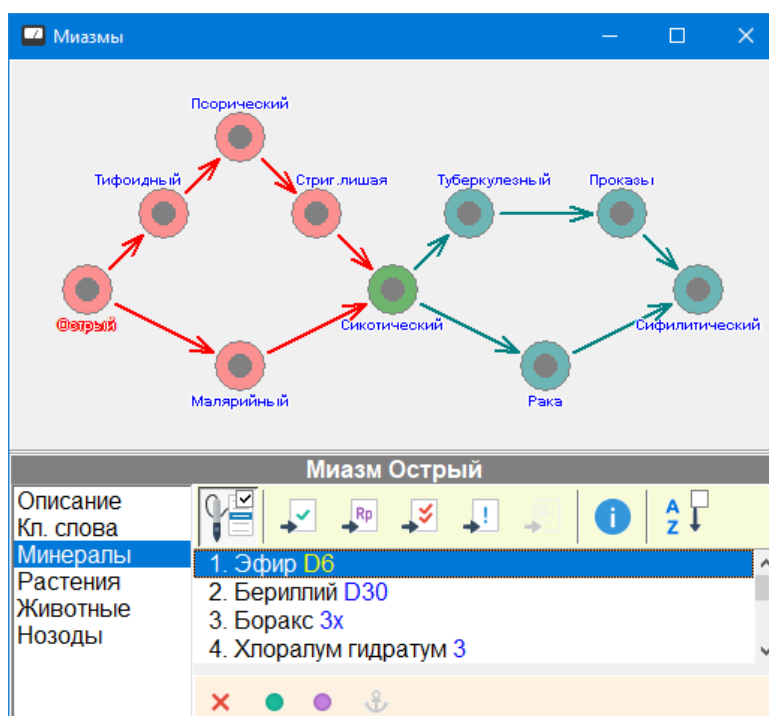 Миазмы
Псорический
Тифоидный
Стриг.лишая
Туберкулезный
Проказы
Острый
Сикотический
Сифилитический
Малярийный
Рака
Миазм Острый
Описание
Кл. слова
Минералы
Растения
Животные
Нозоды
Rp
!
i
A
Z
1. Эфир D6
2. Бериллий D30
3. Боракс 3x
4. Хлоралум гидратум 3